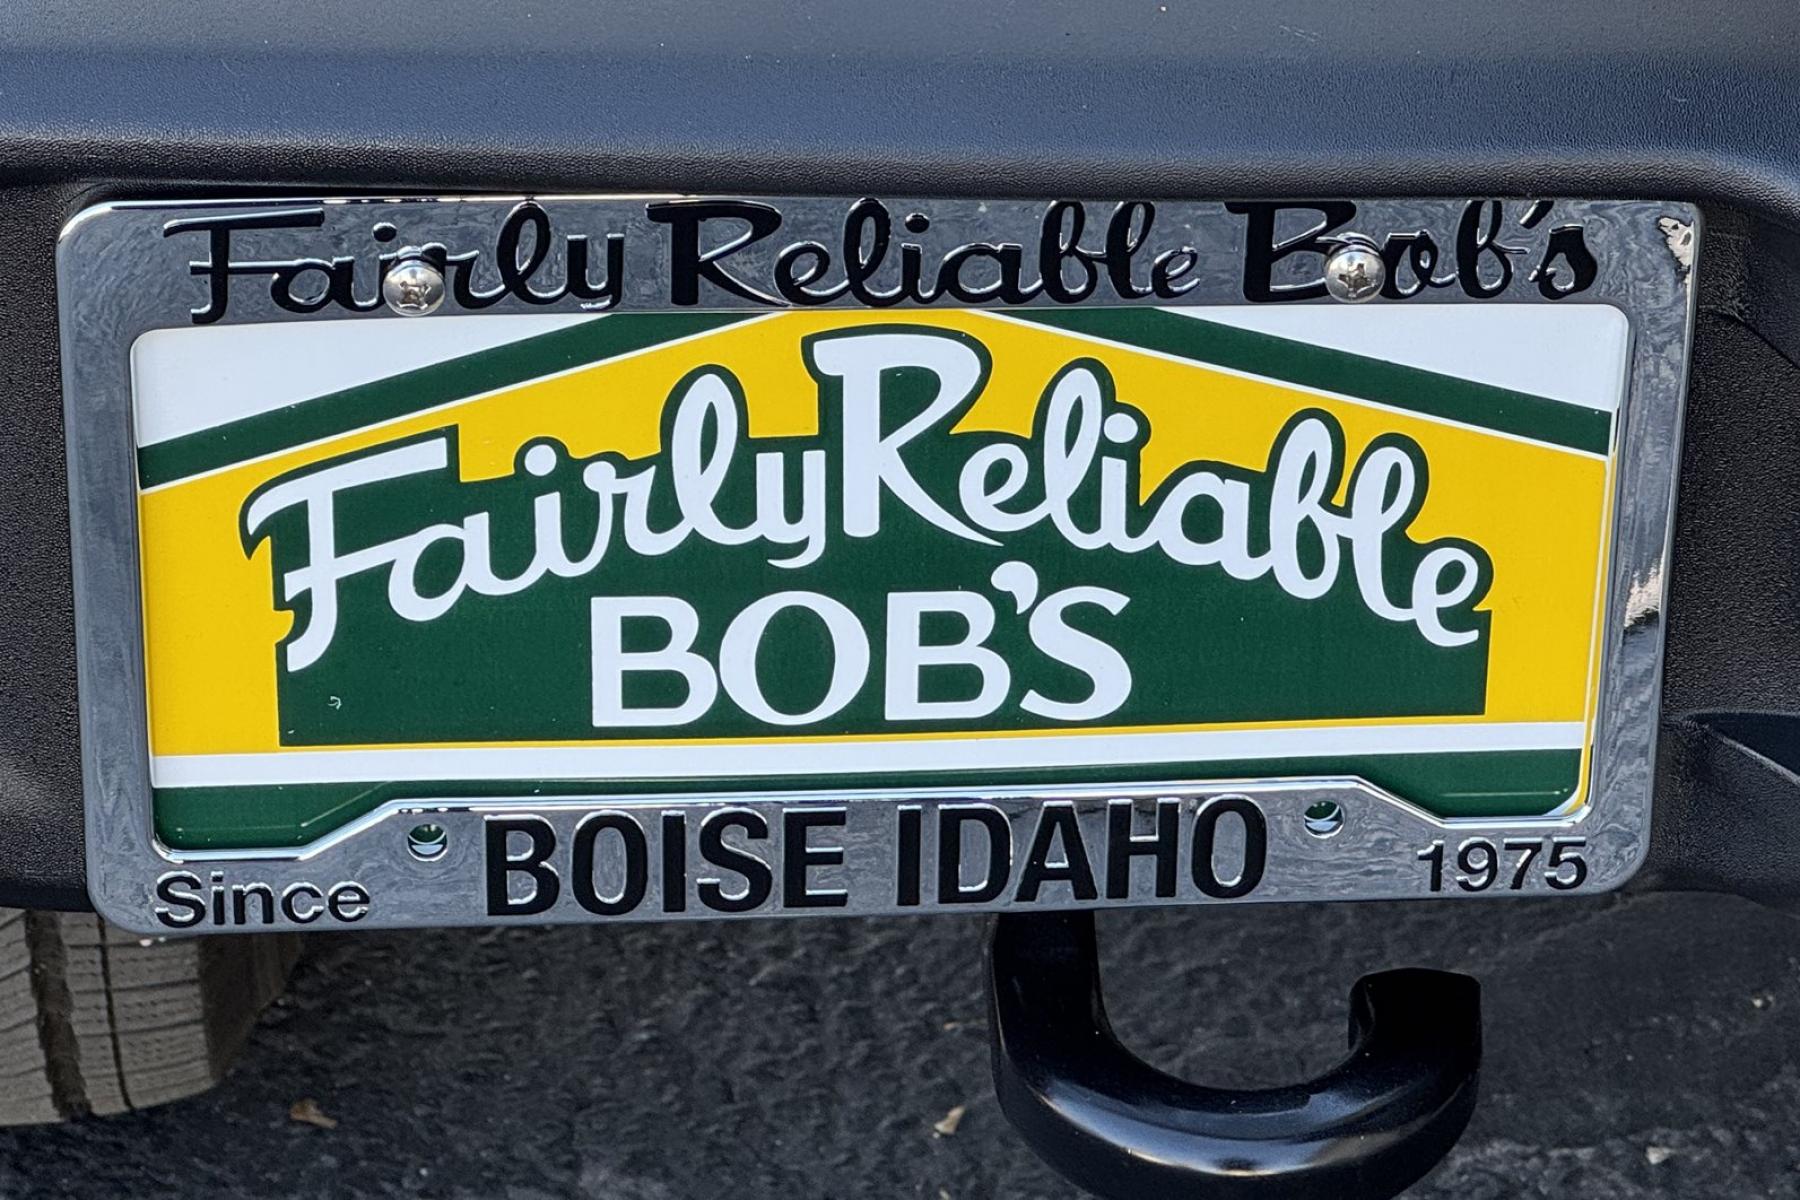 Fairly Reliable Bob's
Fairly Reliable
BOB'S
BOISE IDAHO
Since 1975